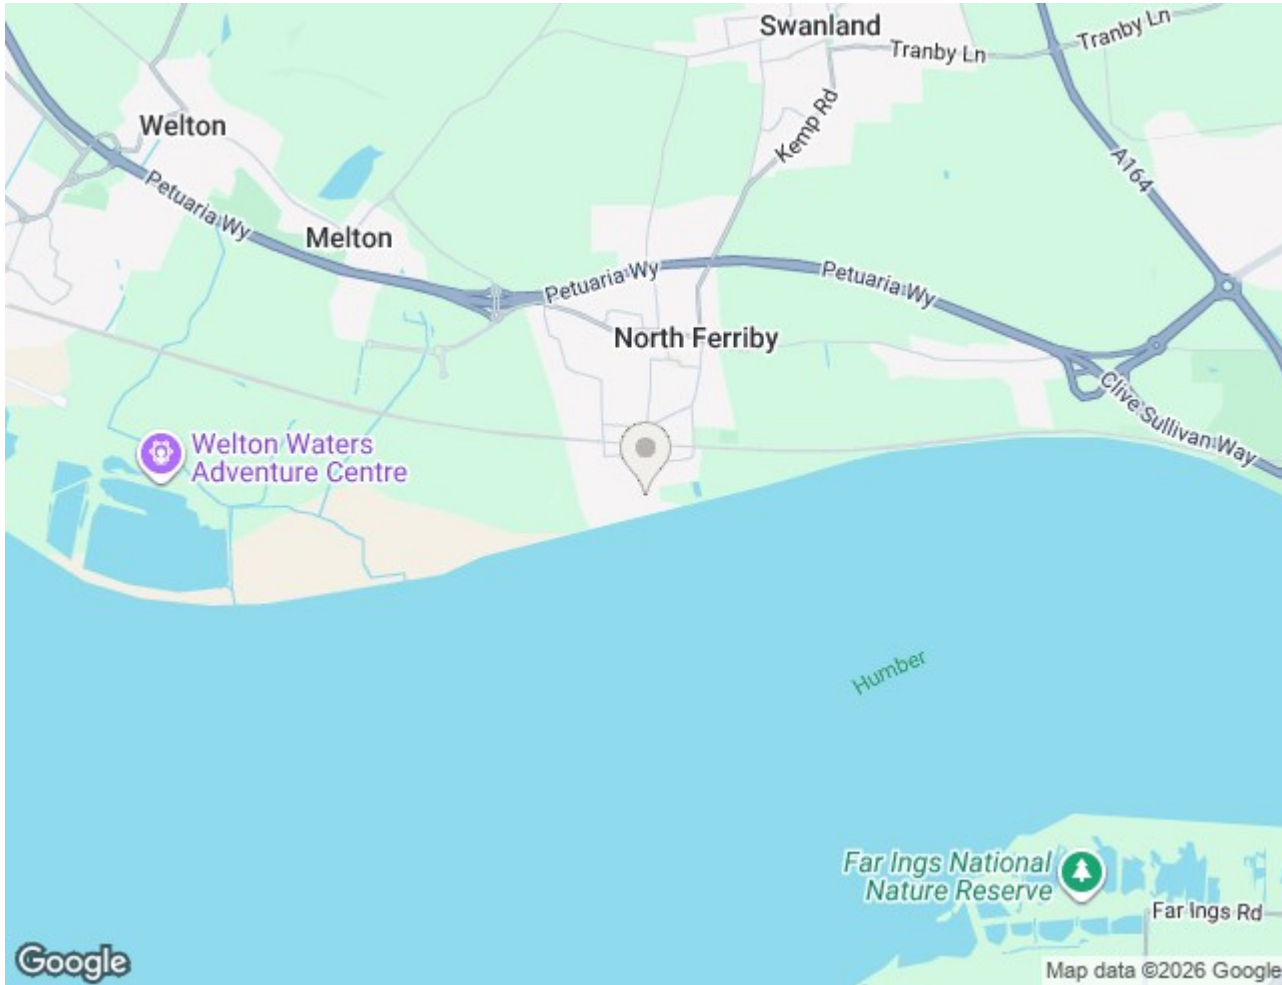 Swanland
Tranby Ln
Tranby Ln
Kemp Rd
Welton
A164
Petuaria Wy
Melton
Petuaria Wy
Petuaria Wy
North Ferriby
Clive Sullivan Way
Welton Waters
Adventure Centre
Humber
Far Ings National
Nature Reserve
Far Ings Rd
Google
Map data ©2026 Google